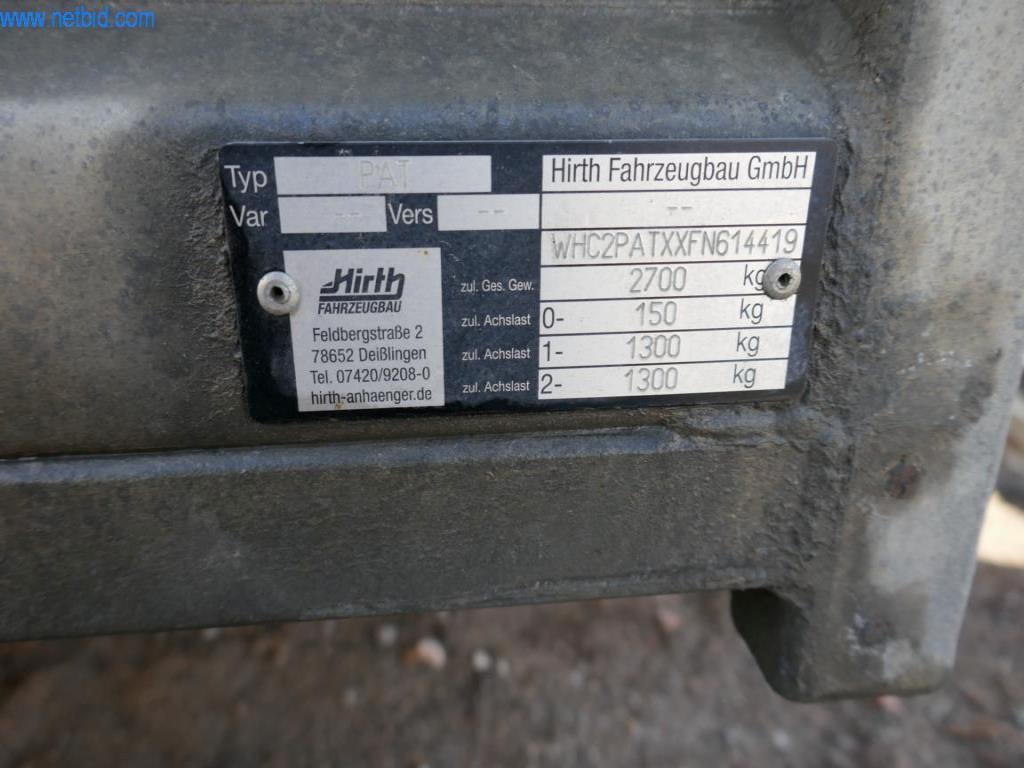 www.netbid.com
Typ PAT
Hirth Fahrzeugbau GmbH
Var -- Vers --
--
WHC2PATXXFN614419
zul. Ges. Gew. 2700 kg
zul. Achslast 0- 150 kg
zul. Achslast 1- 1300 kg
zul. Achslast 2- 1300 kg
Hirth
FAHRZEUGBAU
Feldbergstraße 2
78652 Deißlingen
Tel. 07420/9208-0
hirth-anhaenger.de